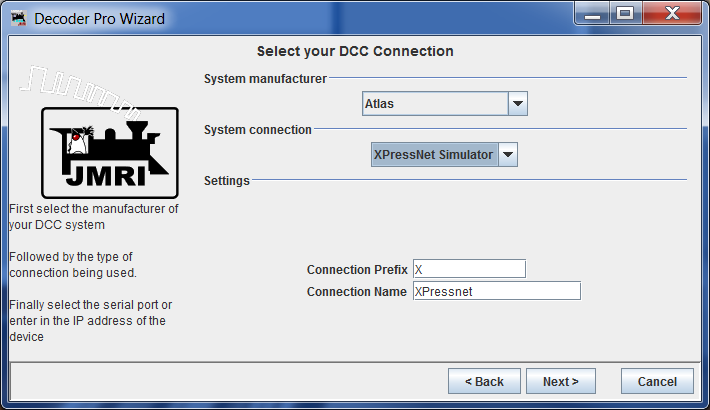 Decoder Pro Wizard
Select your DCC Connection
System manufacturer
Atlas
System connection
XPressNet Simulator
Settings
JMRI
First select the manufacturer of
your DCC system
Followed by the type of
connection being used.
Finally select the serial port or
enter in the IP address of the
device
Connection Prefix X
Connection Name XPressnet
< Back Next > Cancel